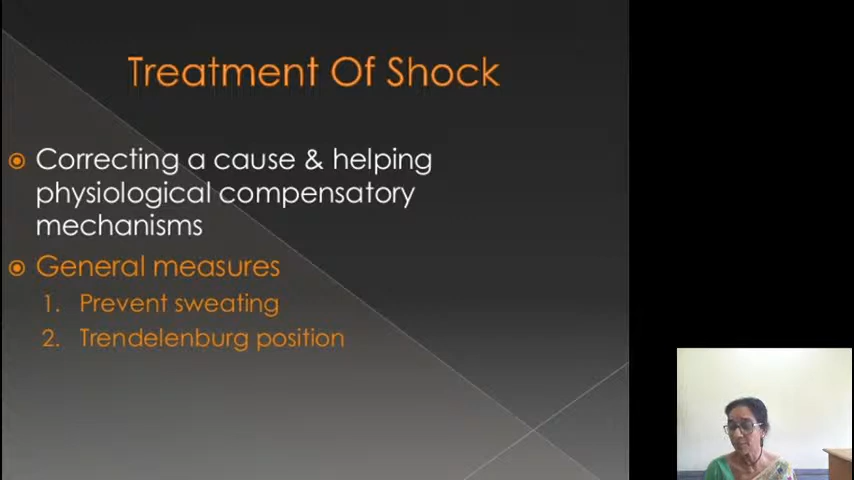 Treatment Of Shock
Correcting a cause & helping
physiological compensatory
mechanisms
General measures
1. Prevent sweating
2. Trendelenburg position